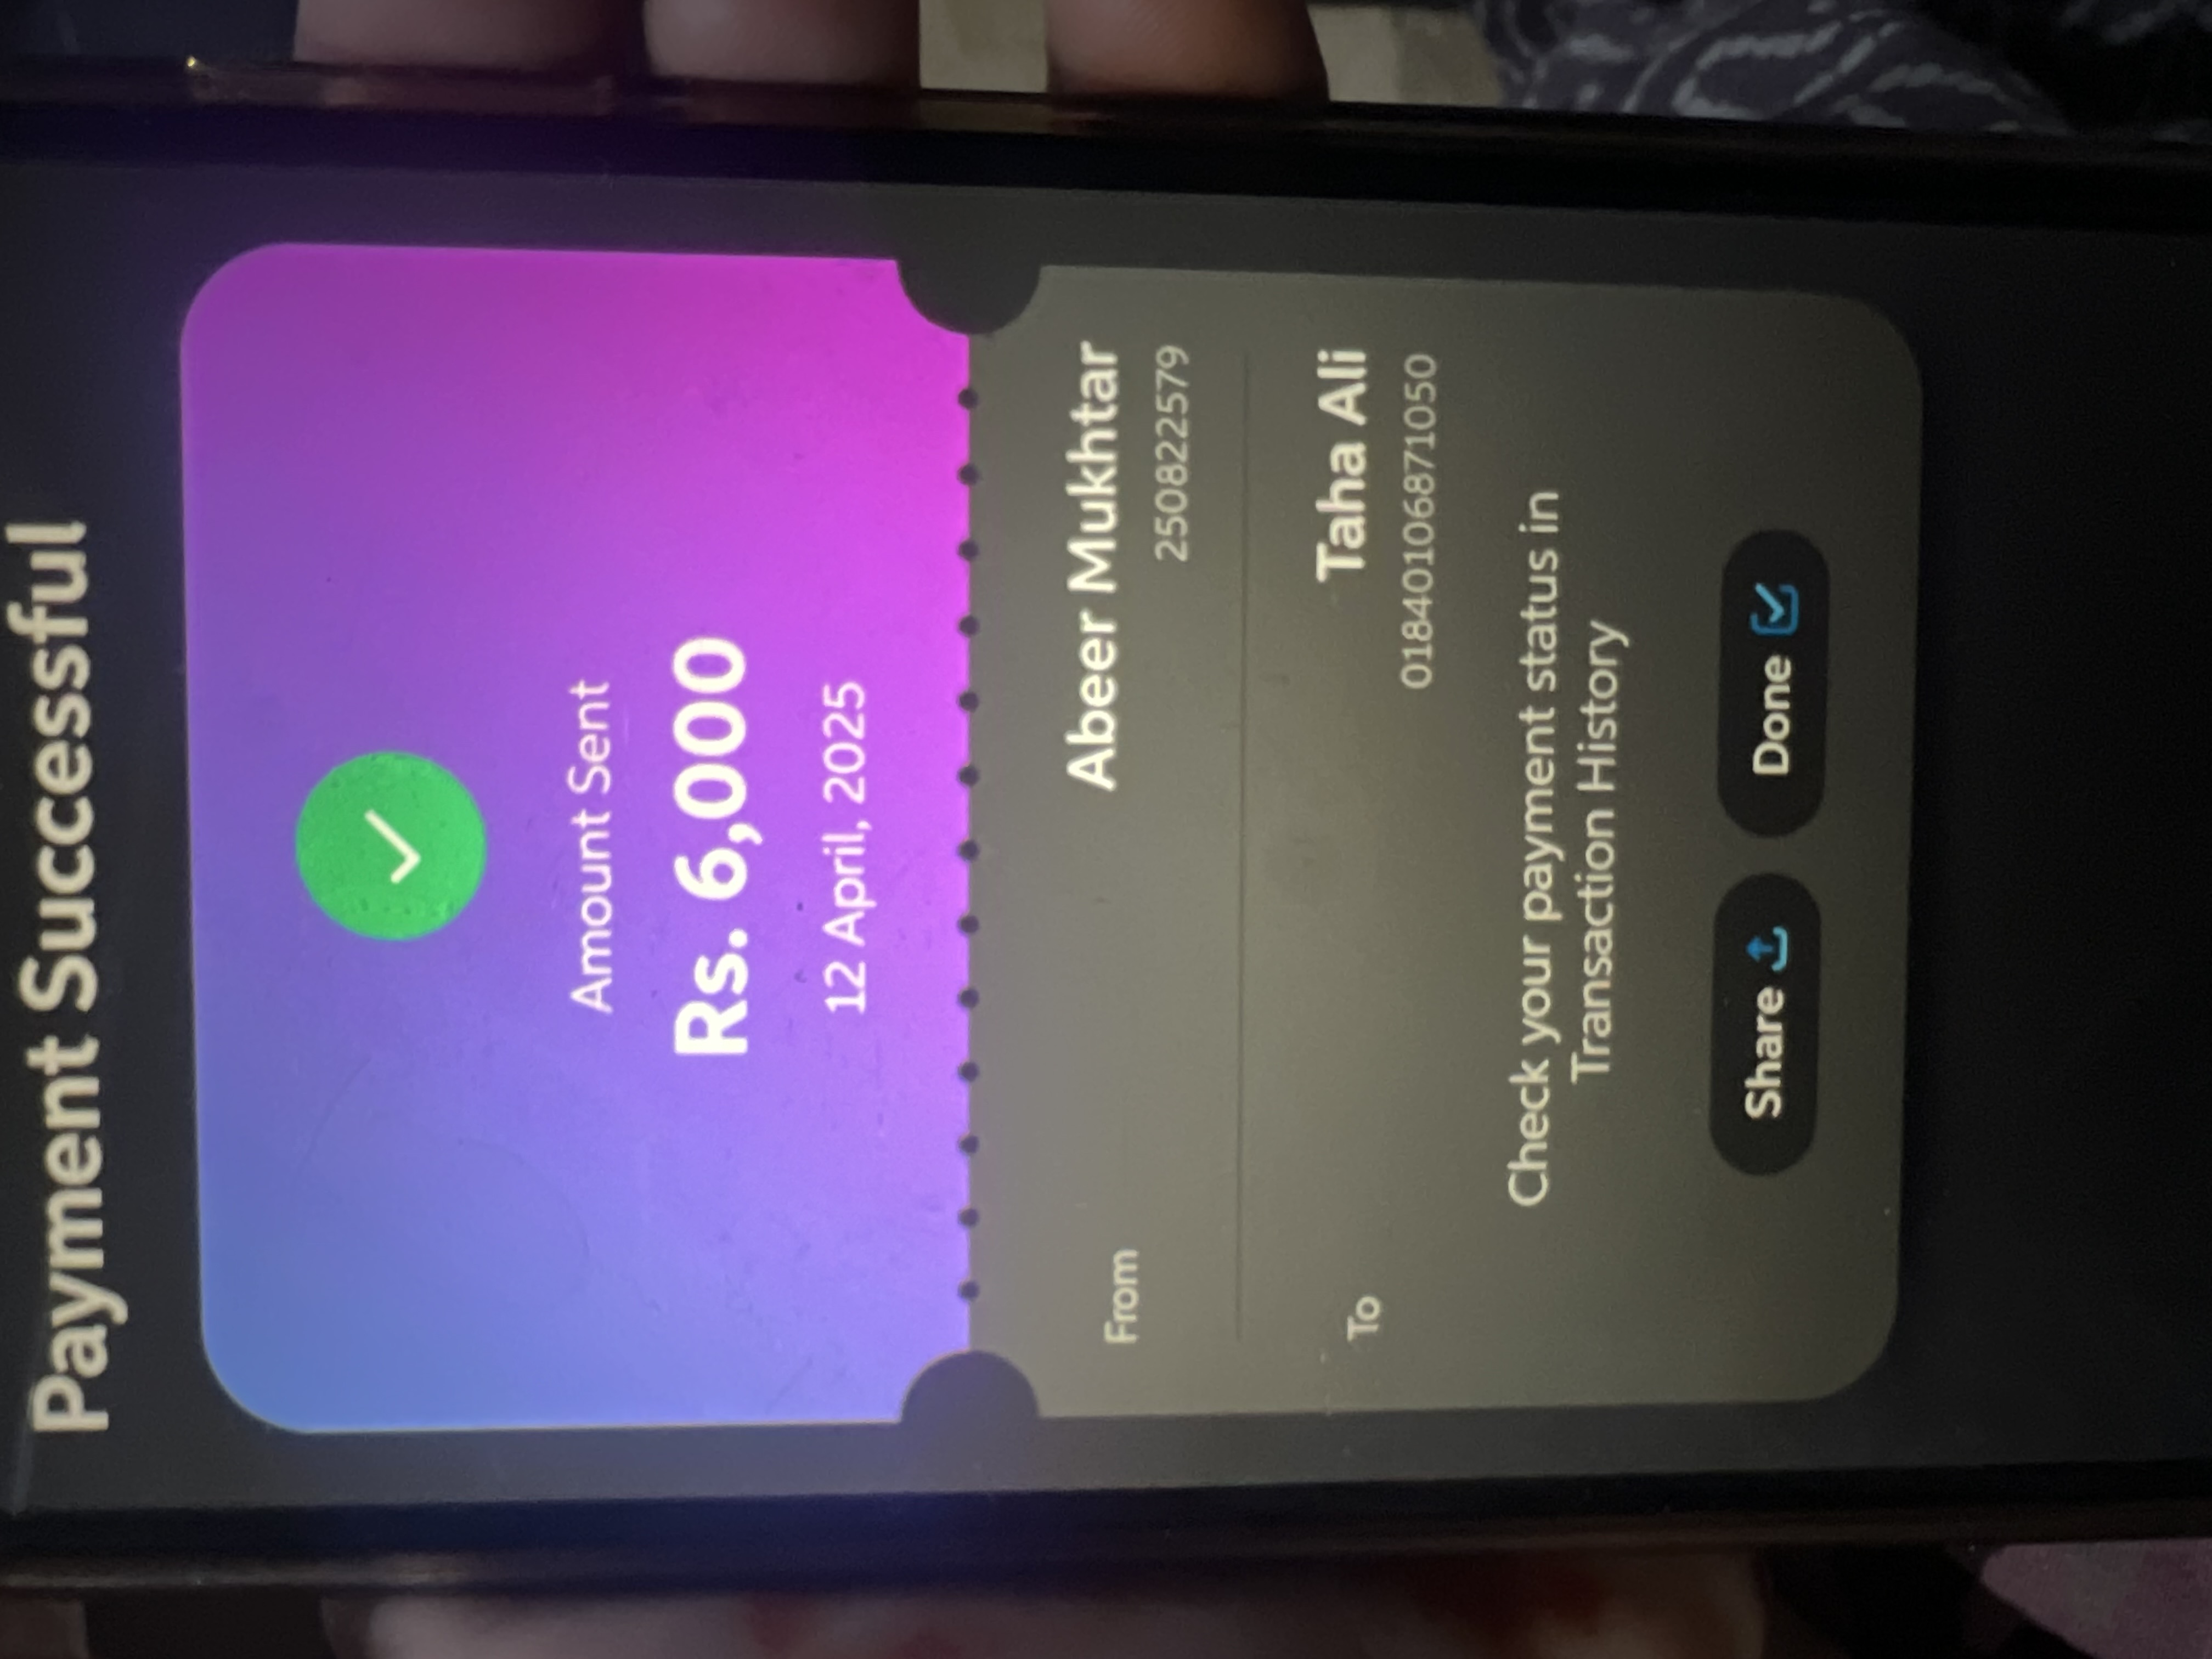 Payment Successful
Amount Sent
Rs. 6,000
12 April, 2025
From
Abeer Mukhtar
250822579
To
Taha Ali
01840106871050
Check your payment status in
Transaction History
Share
Done